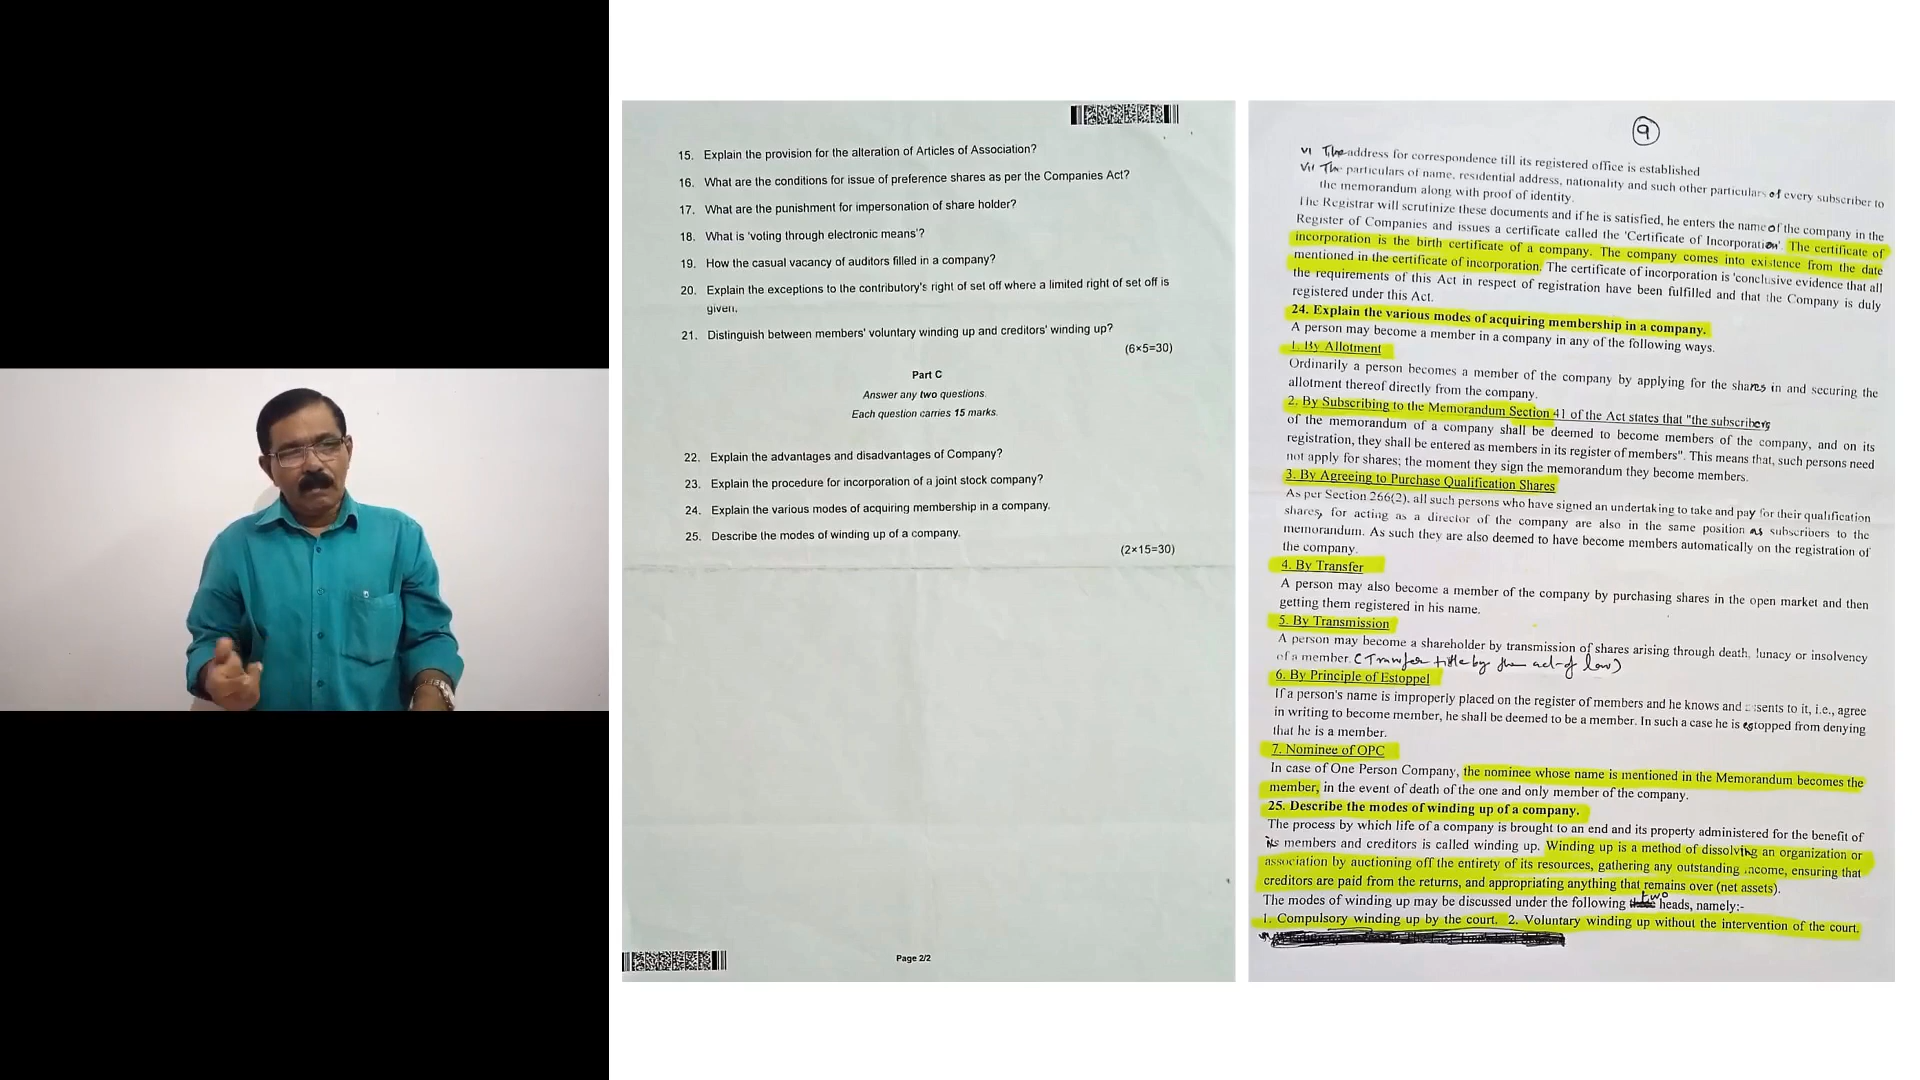 15. Explain the provision for the alteration of Articles of Association?
16. What are the conditions for issue of preference shares as per the Companies Act?
17. What are the punishment for impersonation of share holder?
18. What is 'voting through electronic means'?
19. How the casual vacancy of auditors filled in a company?
20. Explain the exceptions to the contributory's right of set off where a limited right of set off is
given.
21. Distinguish between members' voluntary winding up and creditors' winding up?
(6×5=30)
Part C
Answer any two questions.
Each question carries 15 marks.
22. Explain the advantages and disadvantages of Company?
23. Explain the procedure for incorporation of a joint stock company?
24. Explain the various modes of acquiring membership in a company.
25. Describe the modes of winding up of a company.
(2×15=30)
Page 2/2
9
VI The address for correspondence till its registered office is established
VII The particulars of name, residential address, nationality and such other particulars of every subscriber to
the memorandum along with proof of identity.
The Registrar will scrutinize these documents and if he is satisfied, he enters the name of the company in the
Register of Companies and issues a certificate called the 'Certificate of Incorporation'. The certificate of
incorporation is the birth certificate of a company. The company comes into existence from the date
mentioned in the certificate of incorporation. The certificate of incorporation is 'conclusive evidence that all
the requirements of this Act in respect of registration have been fulfilled and that the Company is duly
registered under this Act.
24. Explain the various modes of acquiring membership in a company.
A person may become a member in a company in any of the following ways.
1. By Allotment
Ordinarily a person becomes a member of the company by applying for the shares in and securing the
allotment thereof directly from the company.
2. By Subscribing to the Memorandum Section 41 of the Act states that "the subscribers
of the memorandum of a company shall be deemed to become members of the company, and on its
registration, they shall be entered as members in its register of members". This means that, such persons need
not apply for shares; the moment they sign the memorandum they become members.
3. By Agreeing to Purchase Qualification Shares
As per Section 266(2), all such persons who have signed an undertaking to take and pay for their qualification
shares, for acting as a director of the company are also in the same position as subscribers to the
memorandum. As such they are also deemed to have become members automatically on the registration of
the company.
4. By Transfer
A person may also become a member of the company by purchasing shares in the open market and then
getting them registered in his name.
5. By Transmission
A person may become a shareholder by transmission of shares arising through death, lunacy or insolvency
of a member. (Transfer title by the act of law)
6. By Principle of Estoppel
If a person's name is improperly placed on the register of members and he knows and assents to it, i.e., agree
in writing to become member, he shall be deemed to be a member. In such a case he is estopped from denying
that he is a member.
7. Nominee of OPC
In case of One Person Company, the nominee whose name is mentioned in the Memorandum becomes the
member, in the event of death of the one and only member of the company.
25. Describe the modes of winding up of a company.
The process by which life of a company is brought to an end and its property administered for the benefit of
its members and creditors is called winding up. Winding up is a method of dissolving an organization or
association by auctioning off the entirety of its resources, gathering any outstanding income, ensuring that
creditors are paid from the returns, and appropriating anything that remains over (net assets).
The modes of winding up may be discussed under the following two heads, namely:-
1. Compulsory winding up by the court. 2. Voluntary winding up without the intervention of the court.